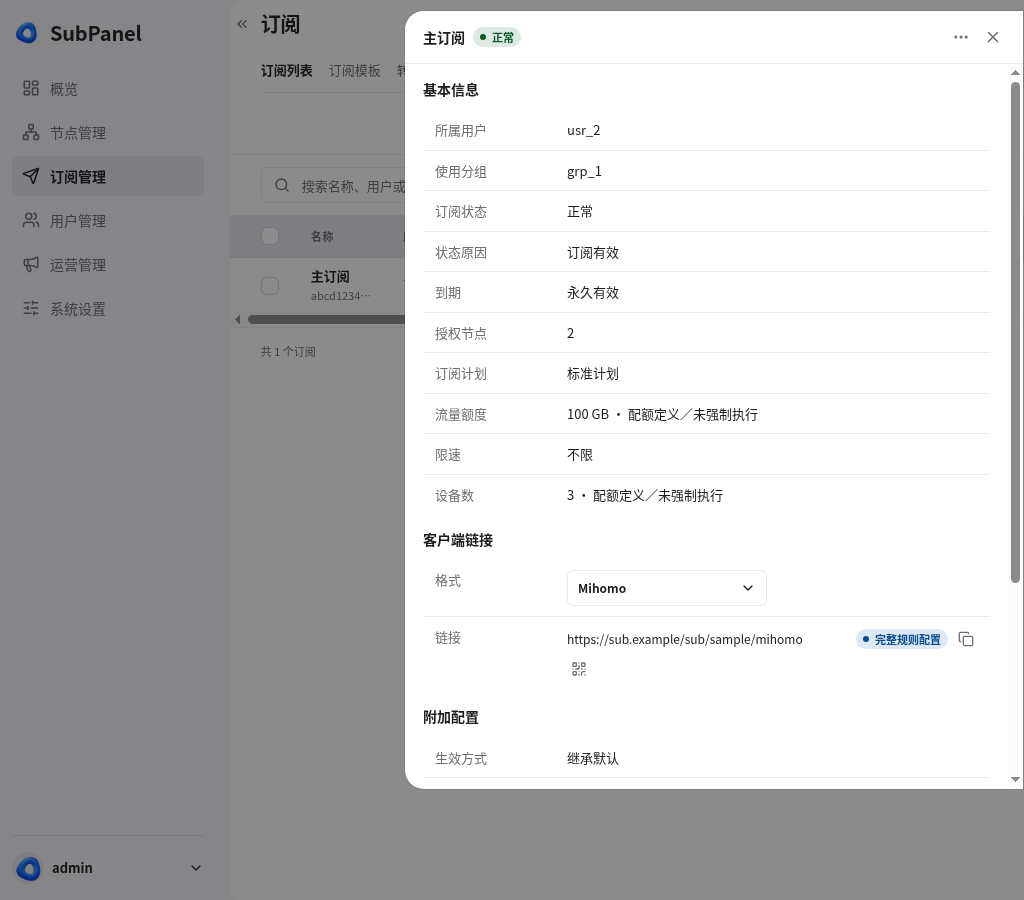 SubPanel
概览
节点管理
订阅管理
用户管理
运营管理
系统设置
admin
订阅
订阅列表 订阅模板
搜索名称、用户或
名称
主订阅
abcd1234…
共 1 个订阅
主订阅 正常
基本信息
所属用户 usr_2
使用分组 grp_1
订阅状态 正常
状态原因 订阅有效
到期 永久有效
授权节点 2
订阅计划 标准计划
流量额度 100 GB · 配额定义／未强制执行
限速 不限
设备数 3 · 配额定义／未强制执行
客户端链接
格式 Mihomo
链接 https://sub.example/sub/sample/mihomo 完整规则配置
附加配置
生效方式 继承默认